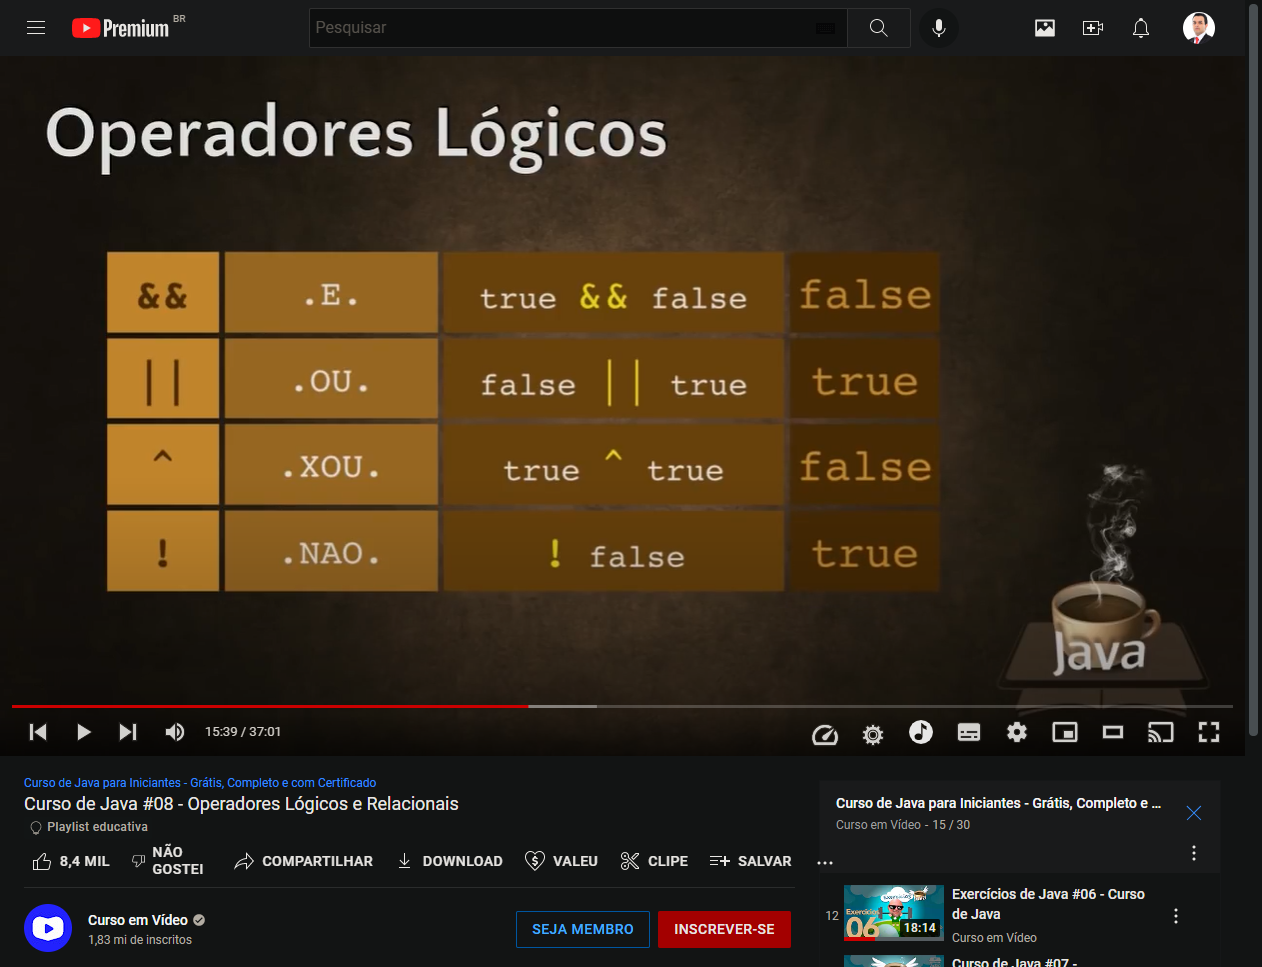 Premium BR
Pesquisar
Operadores Lógicos
&& .E. true && false false
|| .OU. false || true true
^ .XOU. true ^ true false
! .NAO. ! false true
Java
15:39 / 37:01
Curso de Java para Iniciantes - Grátis, Completo e com Certificado
Curso de Java #08 - Operadores Lógicos e Relacionais
Playlist educativa
8,4 MIL NÃO GOSTEI COMPARTILHAR DOWNLOAD VALEU CLIPE SALVAR ...
Curso em Vídeo
1,83 mi de inscritos
SEJA MEMBRO INSCREVER-SE
Curso de Java para Iniciantes - Grátis, Completo e ...
Curso em Vídeo - 15 / 30
12
Exercícios
06
18:14
Exercícios de Java #06 - Curso
de Java
Curso em Vídeo
Curso de Java #07 -